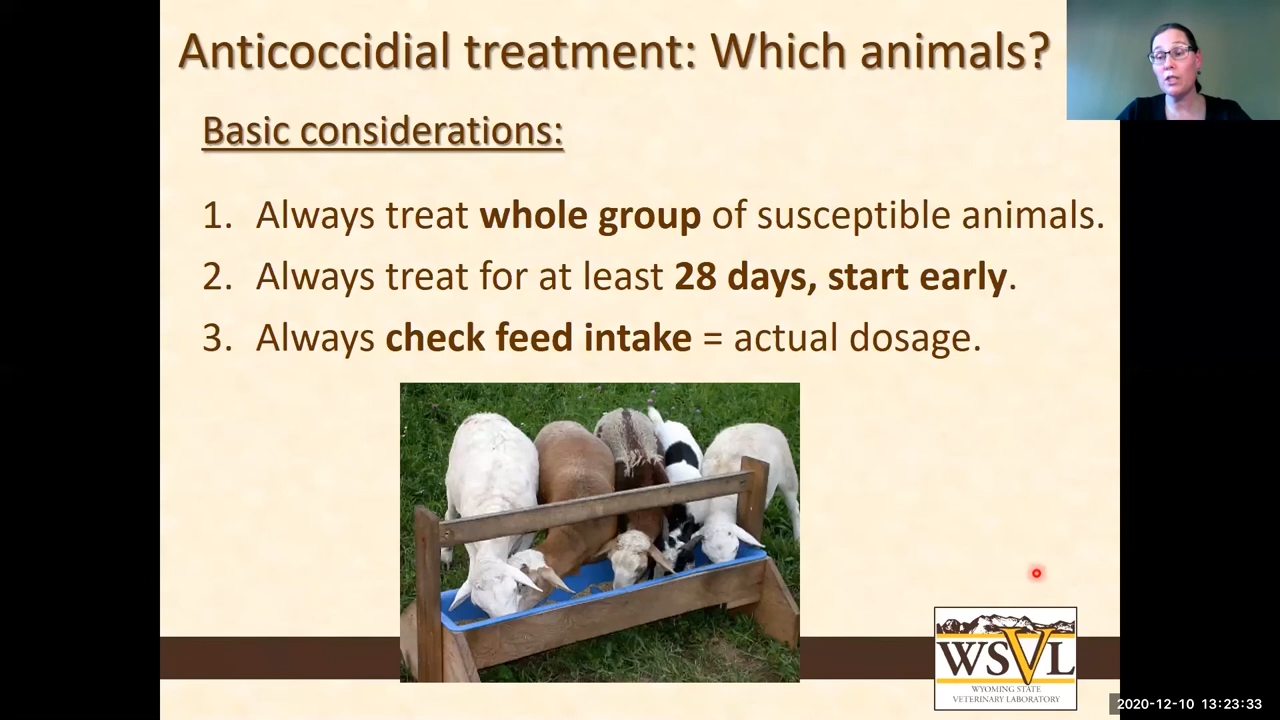 Anticoccidial treatment: Which animals?
Basic considerations:
1. Always treat whole group of susceptible animals.
2. Always treat for at least 28 days, start early.
3. Always check feed intake = actual dosage.
WSVL
WYOMING STATE
VETERINARY LABORATORY
2020-12-10 13:23:33